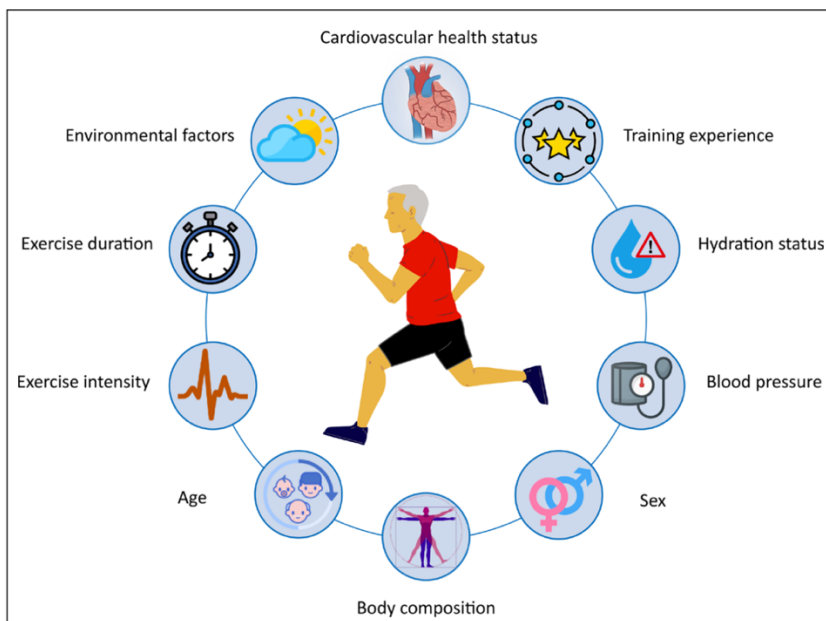 Cardiovascular health status
Environmental factors
Training experience
Exercise duration
Hydration status
Exercise intensity
Blood pressure
Age
Sex
Body composition